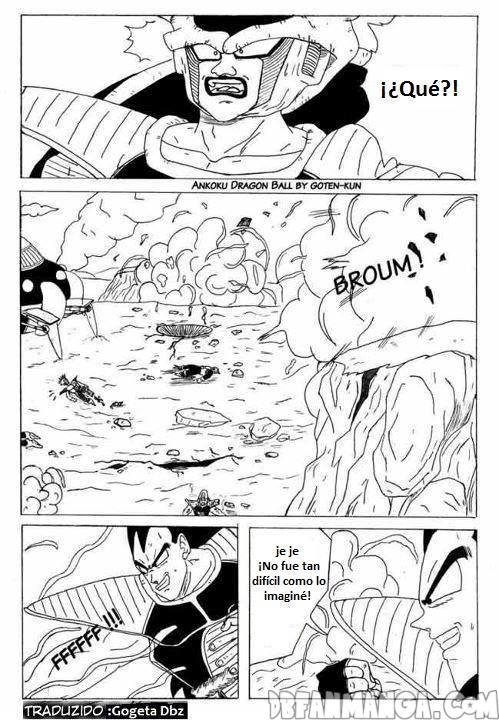 ¡¿Qué?!
ANKOKU DRAGON BALL BY GOTEN-KUN
BROUM!
FFFFFF !!!
je je
¡No fue tan
difícil como lo
imaginé!
TRADUZIDO :Gogeta Dbz
DBFANMANGA.COM